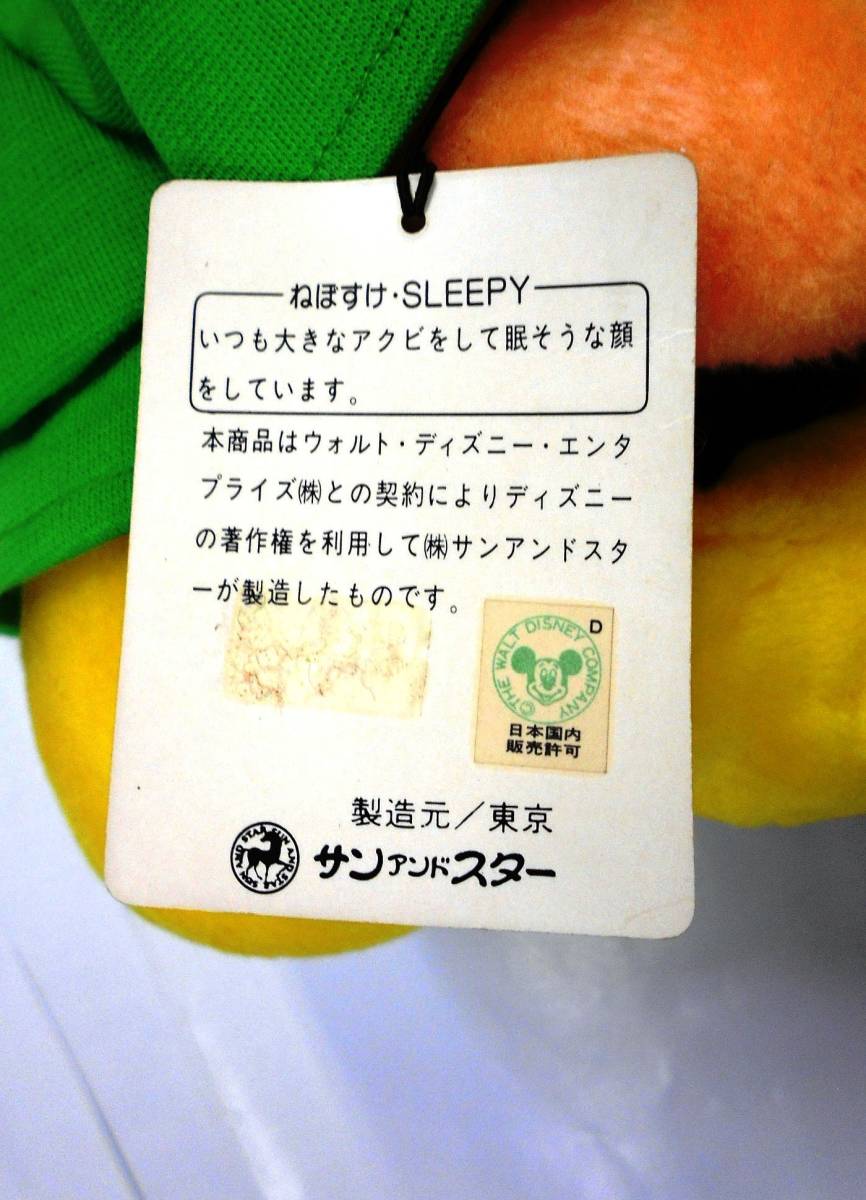 ねぼすけ・SLEEPY
いつも大きなアクビをして眠そうな顔
をしています。
本商品はウォルト・ディズニー・エンタ
プライズ㈱との契約によりディズニー
の著作権を利用して㈱サンアンドスタ
ーが製造したものです。
D
©THE WALT DISNEY COMPANY
日本国内
販売許可
製造元／東京
SUN AND STAR SUN AND STAR
サンアンドスター